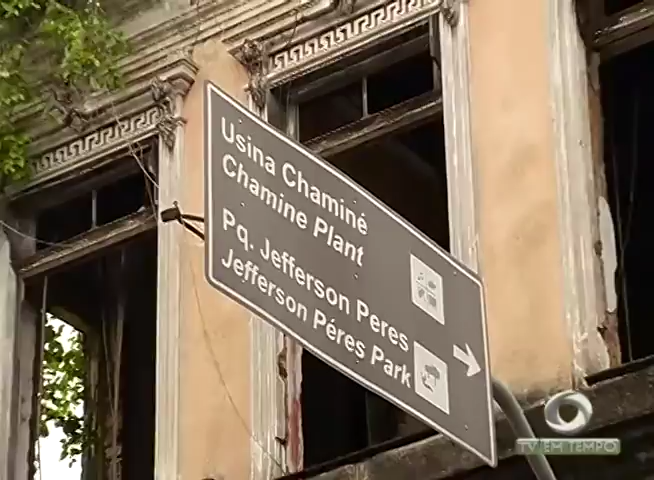 Usina Chaminé
Chamine Plant
Pq. Jefferson Peres
Jefferson Péres Park
TV EM TEMPO